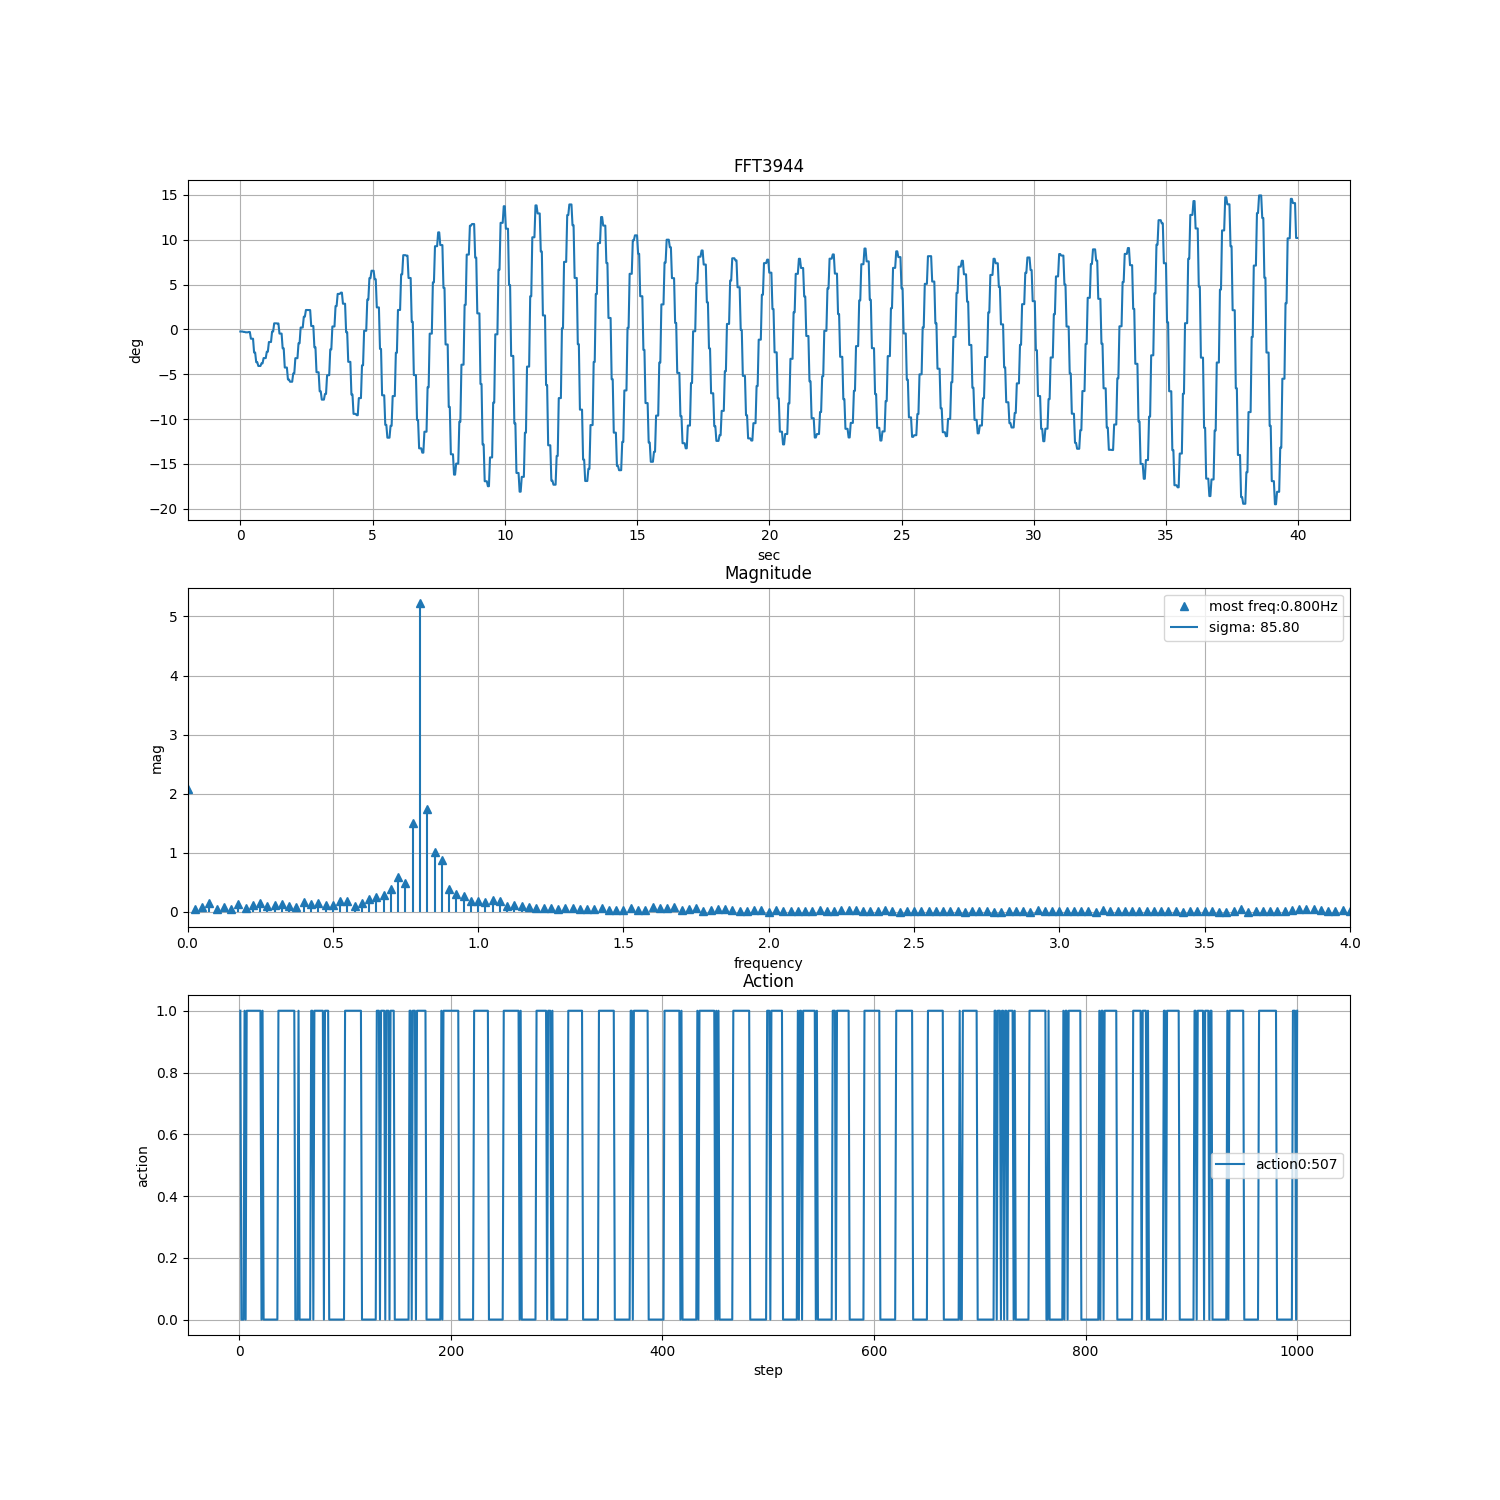 FFT3944
15
10
5
0
−5
−10
−15
−20
deg
0 5 10 15 20 25 30 35 40
sec
Magnitude
5
4
3
2
1
0
mag
most freq:0.800Hz
sigma: 85.80
0.0 0.5 1.0 1.5 2.0 2.5 3.0 3.5 4.0
frequency
Action
1.0
0.8
0.6
0.4
0.2
0.0
action
action0:507
0 200 400 600 800 1000
step